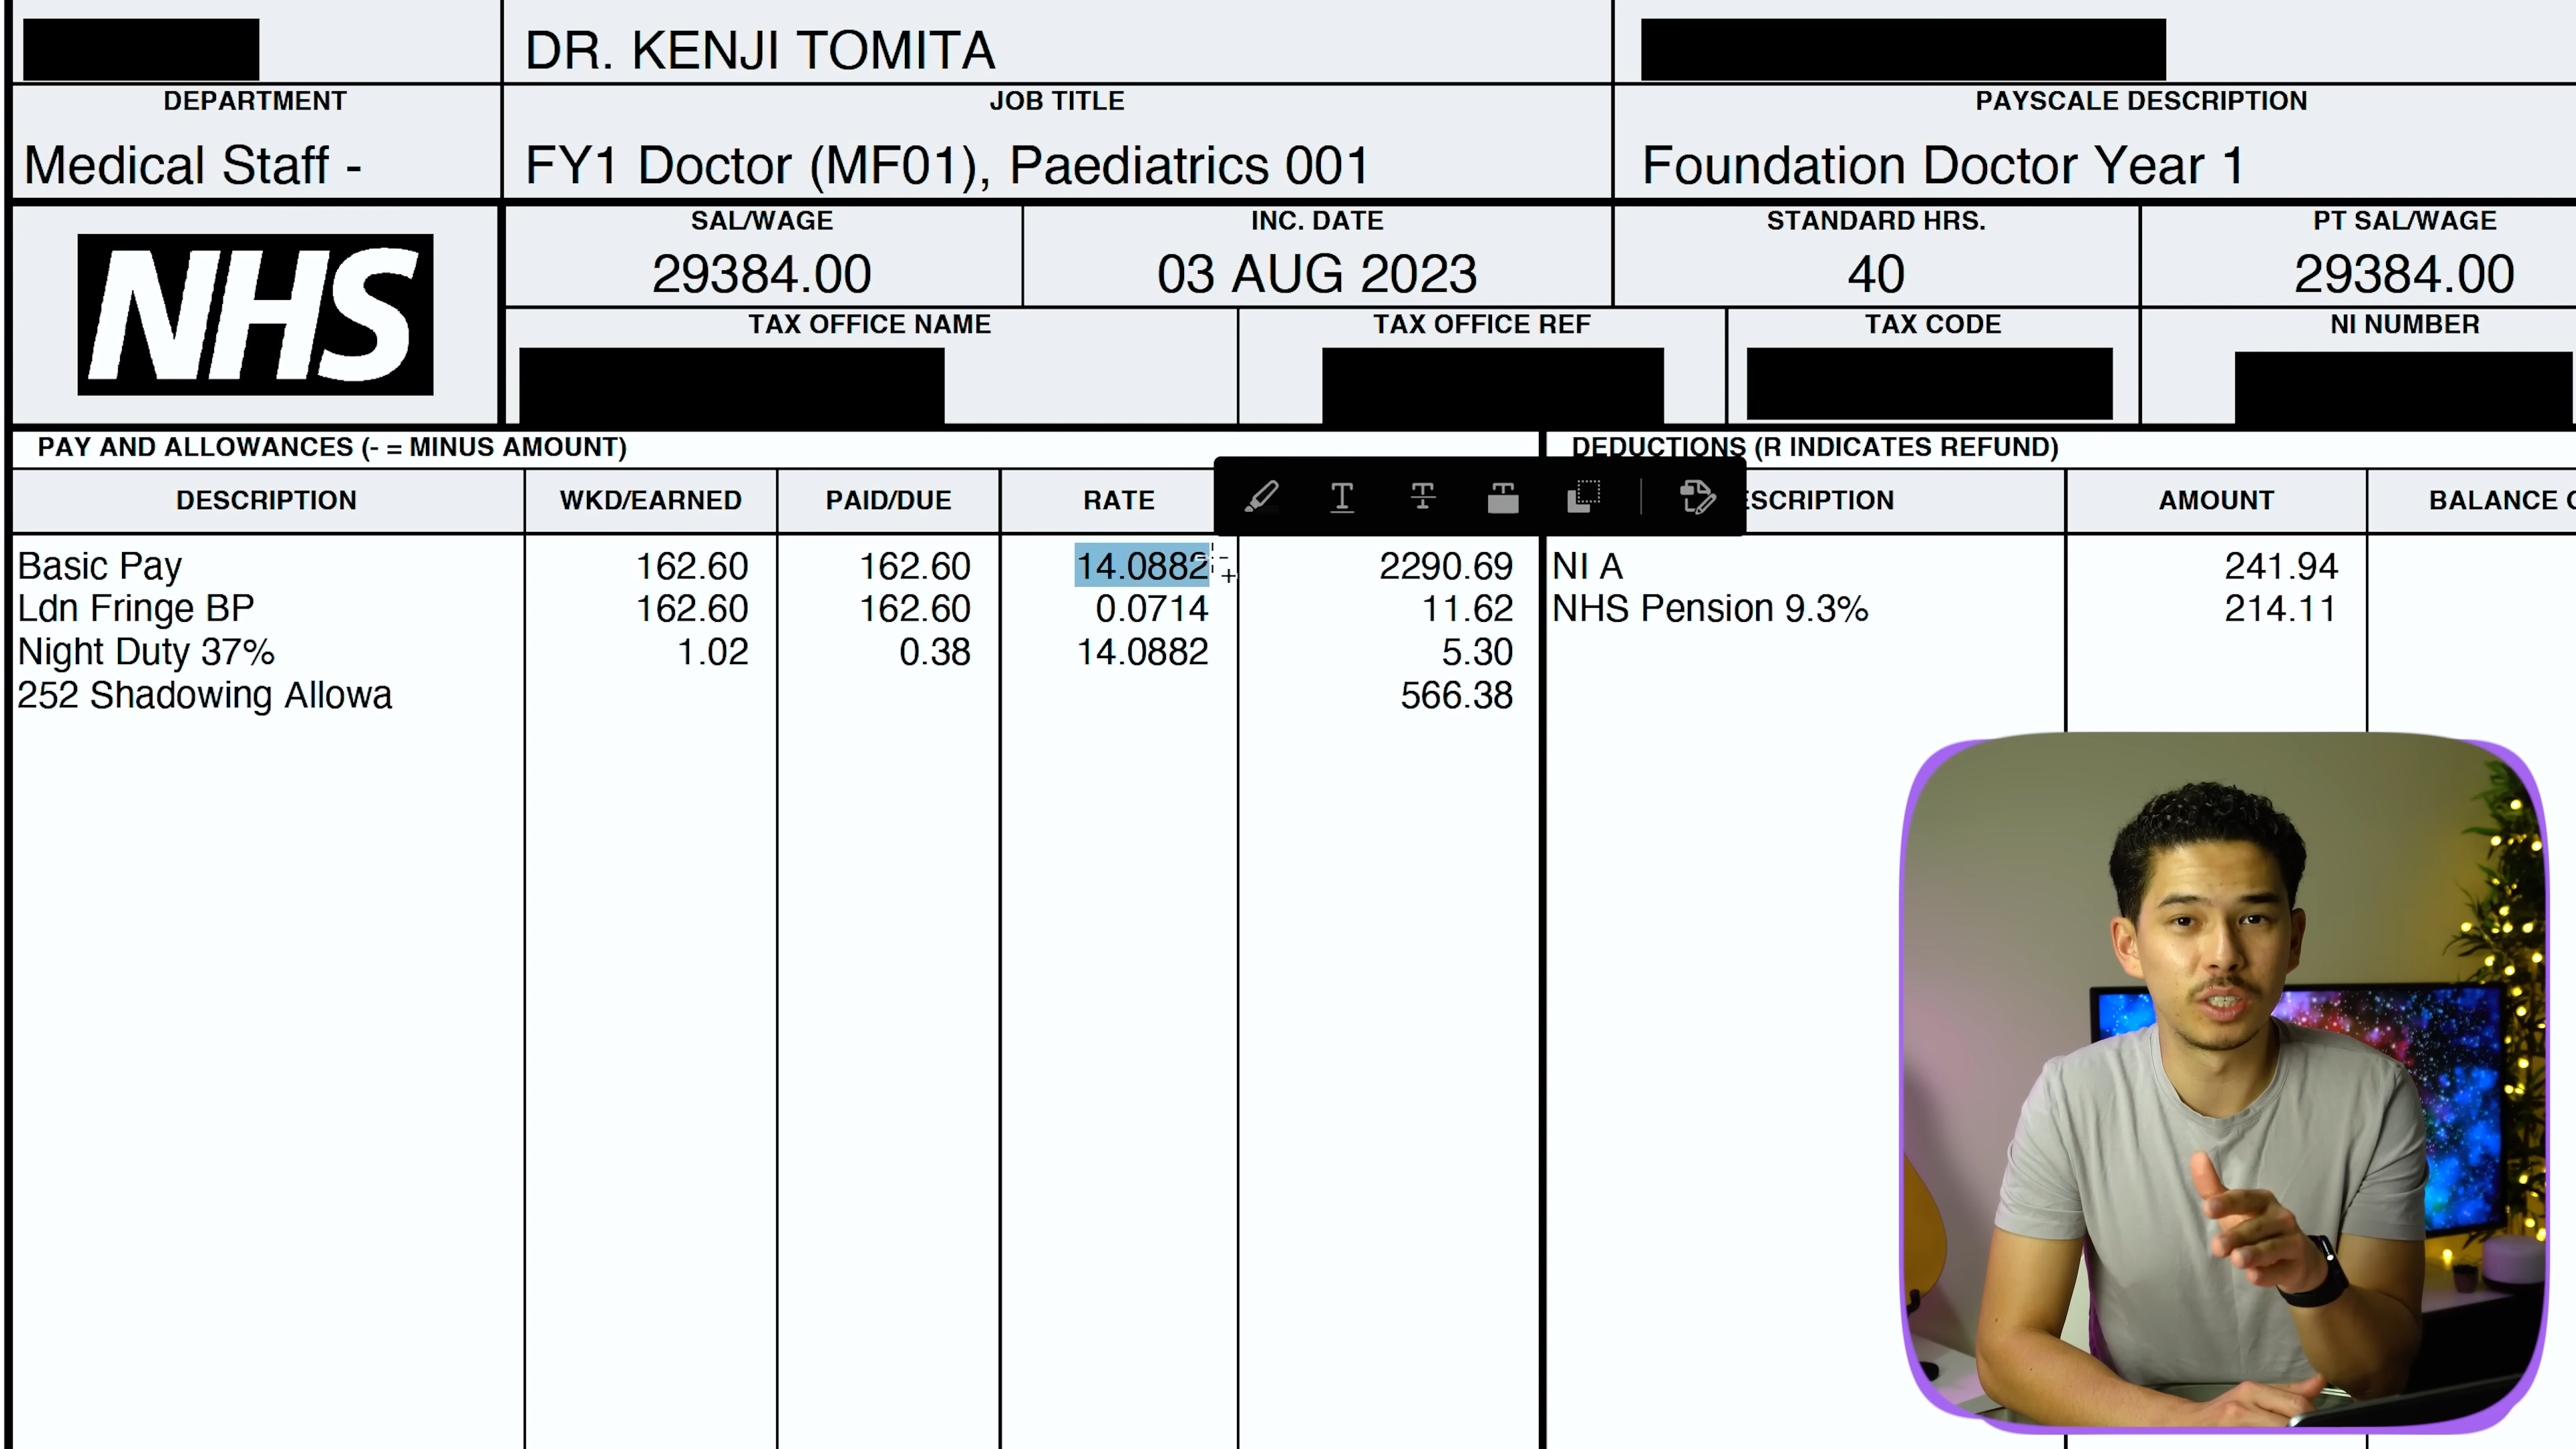 DR. KENJI TOMITA
DEPARTMENT
JOB TITLE
PAYSCALE DESCRIPTION
Medical Staff -
FY1 Doctor (MF01), Paediatrics 001
Foundation Doctor Year 1
NHS
SAL/WAGE
INC. DATE
STANDARD HRS.
PT SAL/WAGE
29384.00
03 AUG 2023
40
29384.00
TAX OFFICE NAME
TAX OFFICE REF
TAX CODE
NI NUMBER
PAY AND ALLOWANCES (- = MINUS AMOUNT)
DEDUCTIONS (R INDICATES REFUND)
DESCRIPTION WKD/EARNED PAID/DUE RATE
ESCRIPTION AMOUNT BALANCE
Basic Pay 162.60 162.60 14.0882 2290.69
NI A 241.94
Ldn Fringe BP 162.60 162.60 0.0714 11.62
NHS Pension 9.3% 214.11
Night Duty 37% 1.02 0.38 14.0882 5.30
252 Shadowing Allowa 566.38